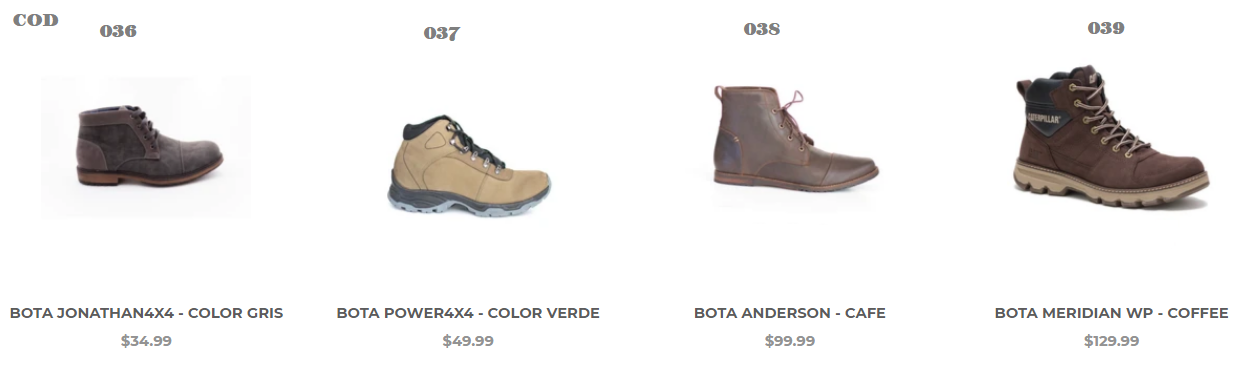 COD
036
037
038
039
CATERPILLAR
BOTA JONATHAN4X4 - COLOR GRIS
BOTA POWER4X4 - COLOR VERDE
BOTA ANDERSON - CAFE
BOTA MERIDIAN WP - COFFEE
$34.99
$49.99
$99.99
$129.99